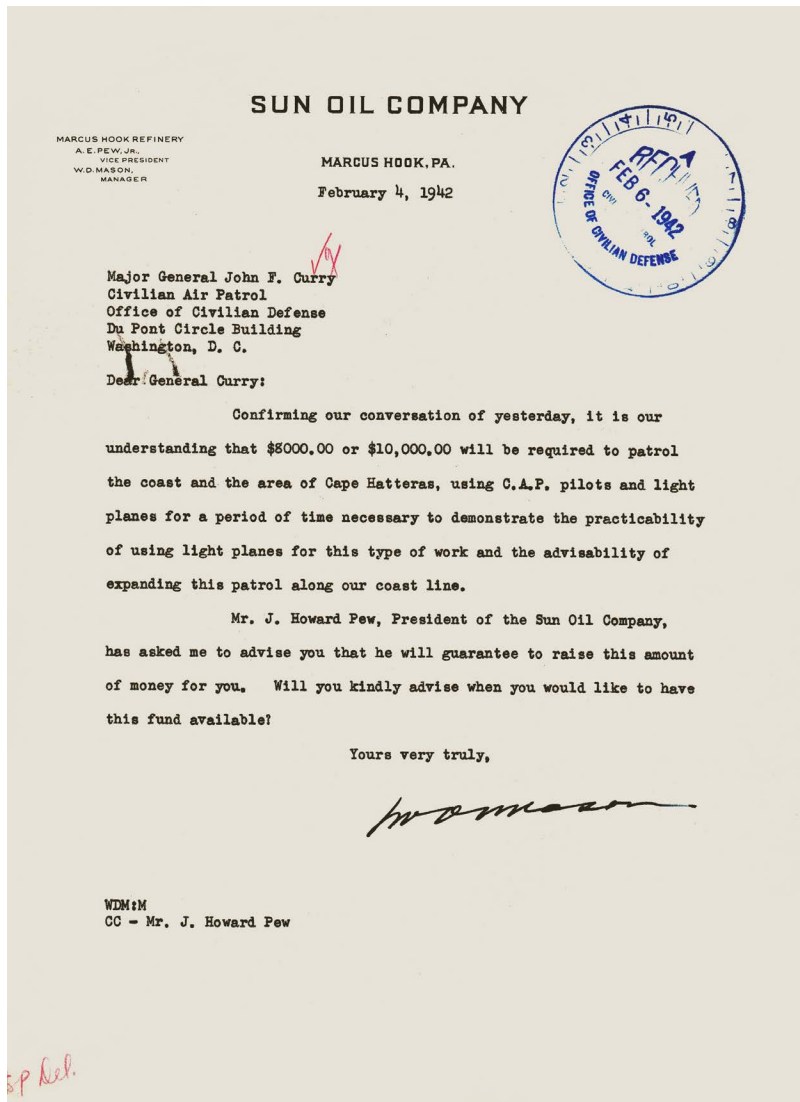 SUN OIL COMPANY
MARCUS HOOK REFINERY
A. E. PEW, JR.,
VICE PRESIDENT
W. D. MASON,
MANAGER
MARCUS HOOK, PA.
February 4, 1942
RECEIVED
FEB 6 - 1942
OFFICE OF CIVILIAN DEFENSE
Major General John F. Curry
Civilian Air Patrol
Office of Civilian Defense
Du Pont Circle Building
Washington, D. C.
Dear General Curry:
Confirming our conversation of yesterday, it is our
understanding that $8000.00 or $10,000.00 will be required to patrol
the coast and the area of Cape Hatteras, using C.A.P. pilots and light
planes for a period of time necessary to demonstrate the practicability
of using light planes for this type of work and the advisability of
expanding this patrol along our coast line.
Mr. J. Howard Pew, President of the Sun Oil Company,
has asked me to advise you that he will guarantee to raise this amount
of money for you. Will you kindly advise when you would like to have
this fund available?
Yours very truly,
WDMason
WDM:M
CC - Mr. J. Howard Pew
Sp Del.